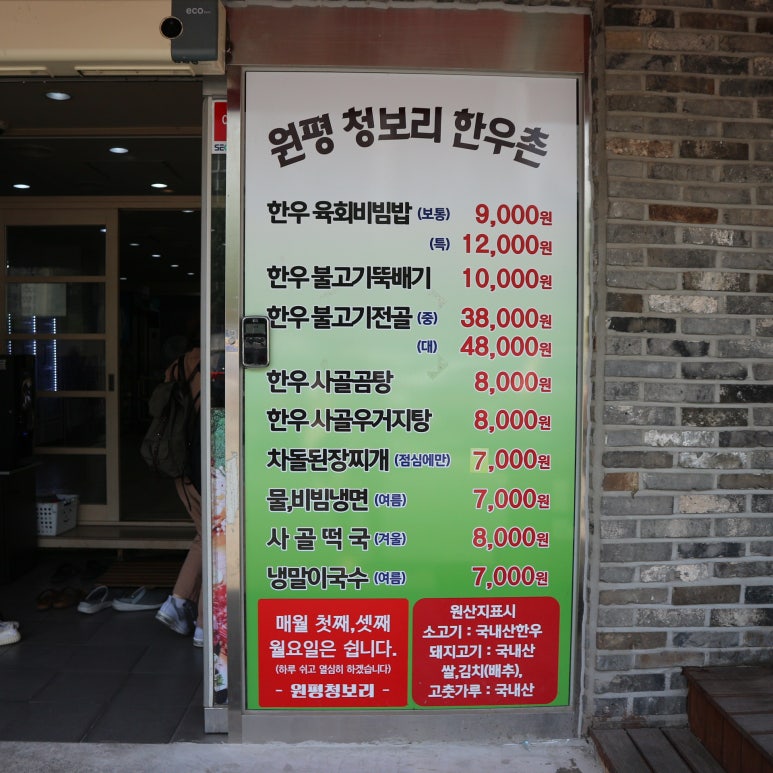 eco
원평 청보리 한우촌
한우 육회비빔밥 (보통) 9,000원
(특) 12,000원
한우 불고기뚝배기 10,000원
한우 불고기전골 (중) 38,000원
(대) 48,000원
한우 사골곰탕 8,000원
한우 사골우거지탕 8,000원
차돌된장찌개 (점심에만) 7,000원
물,비빔냉면 (여름) 7,000원
사 골 떡 국 (겨울) 8,000원
냉말이국수 (여름) 7,000원
매월 첫째,셋째
월요일은 쉽니다.
(하루 쉬고 열심히 하겠습니다)
- 원평청보리 -
원산지표시
소고기 : 국내산한우
돼지고기 : 국내산
쌀,김치(배추),
고춧가루 : 국내산